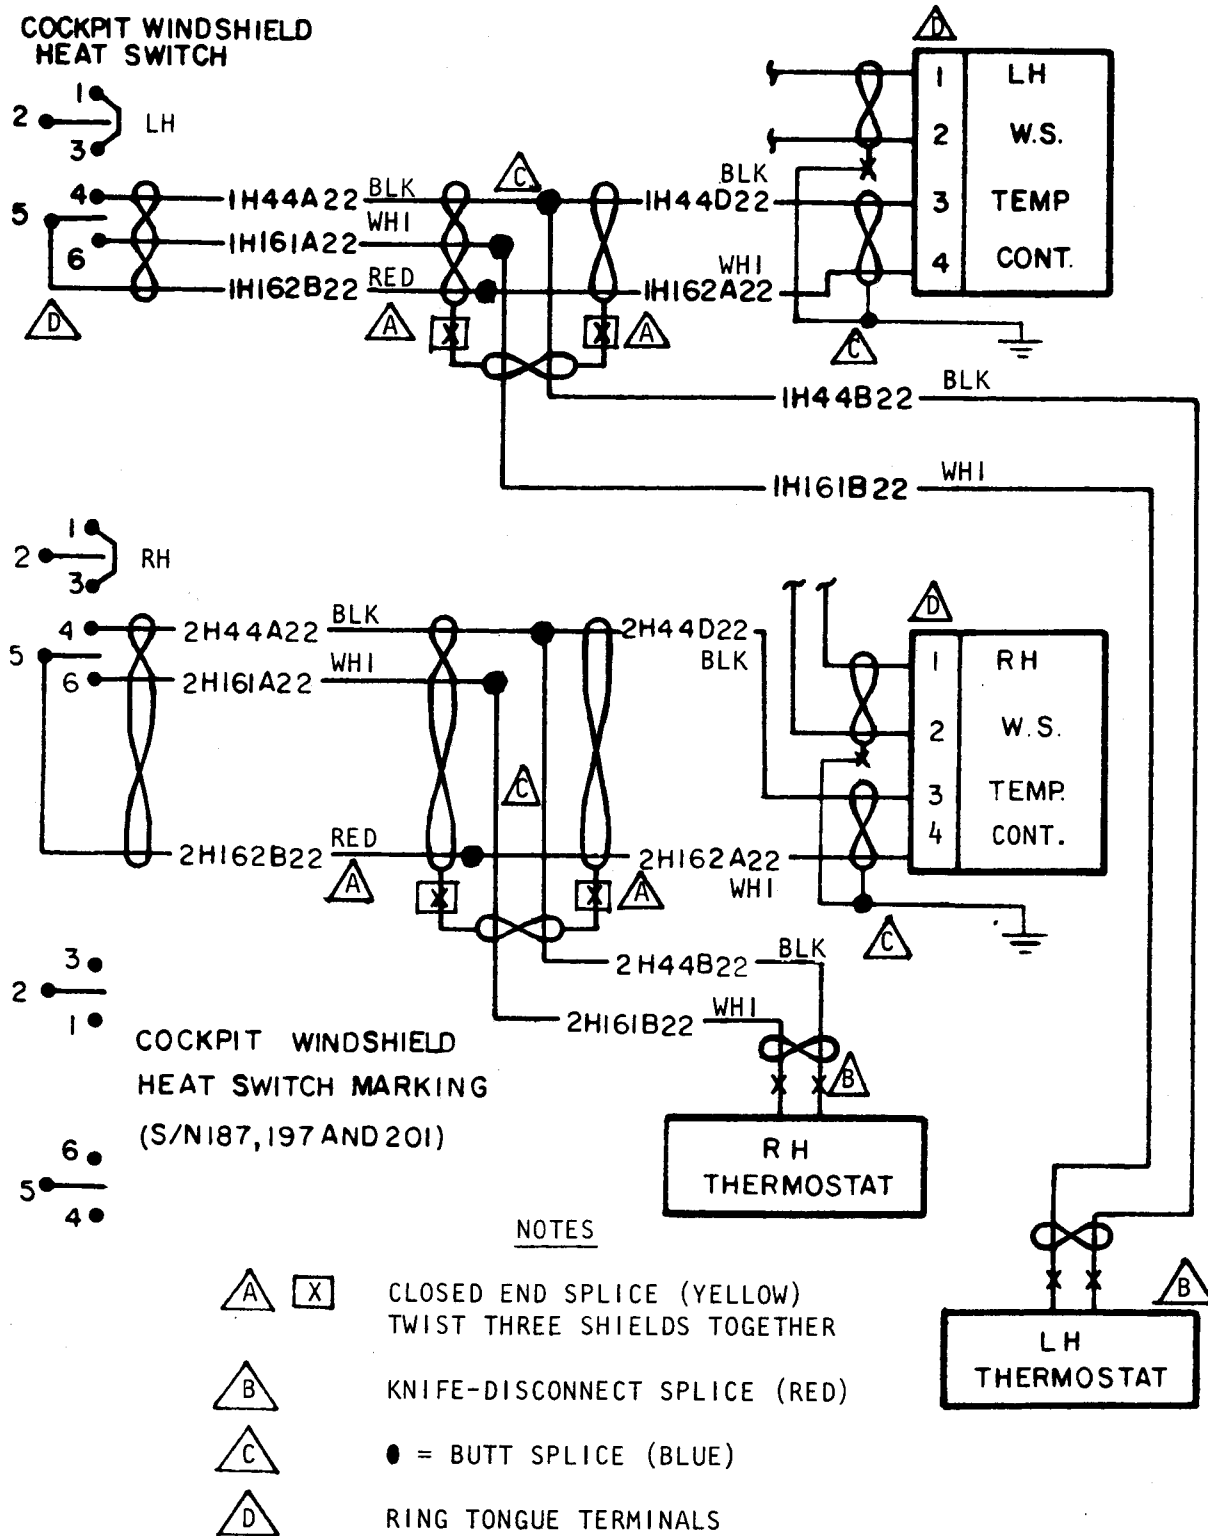 COCKPIT WINDSHIELD
HEAT SWITCH
1
2
3
LH
4
5
6
1H44A22
BLK
1H161A22
WHI
1H162B22
RED
D
A
C
A
X
X
1H44D22
BLK
1H162A22
WHI
C
D
1 LH
2 W.S.
3 TEMP
4 CONT.
X
1H44B22
BLK
1H161B22
WHI
1
2
3
RH
4
5
6
2H44A22
BLK
2H161A22
WHI
2H162B22
RED
A
C
A
X
X
2H44D22
BLK
2H162A22
WHI
C
D
1 RH
2 W.S.
3 TEMP.
4 CONT.
X
2H44B22
BLK
2H161B22
WHI
X X
B
RH
THERMOSTAT
3
2
1
COCKPIT WINDSHIELD
HEAT SWITCH MARKING
(S/N187,197 AND 201)
6
5
4
X X
B
LH
THERMOSTAT
NOTES
A X CLOSED END SPLICE (YELLOW)
TWIST THREE SHIELDS TOGETHER
B KNIFE-DISCONNECT SPLICE (RED)
C ● = BUTT SPLICE (BLUE)
D RING TONGUE TERMINALS